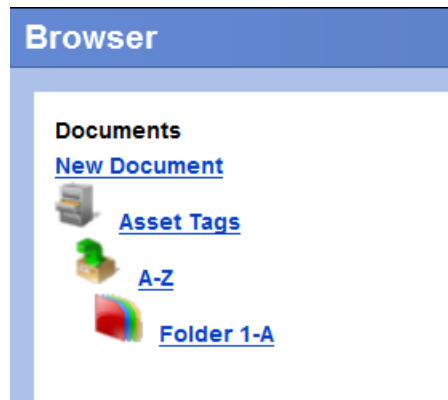 Browser
Documents
New Document
Asset Tags
A-Z
Folder 1-A